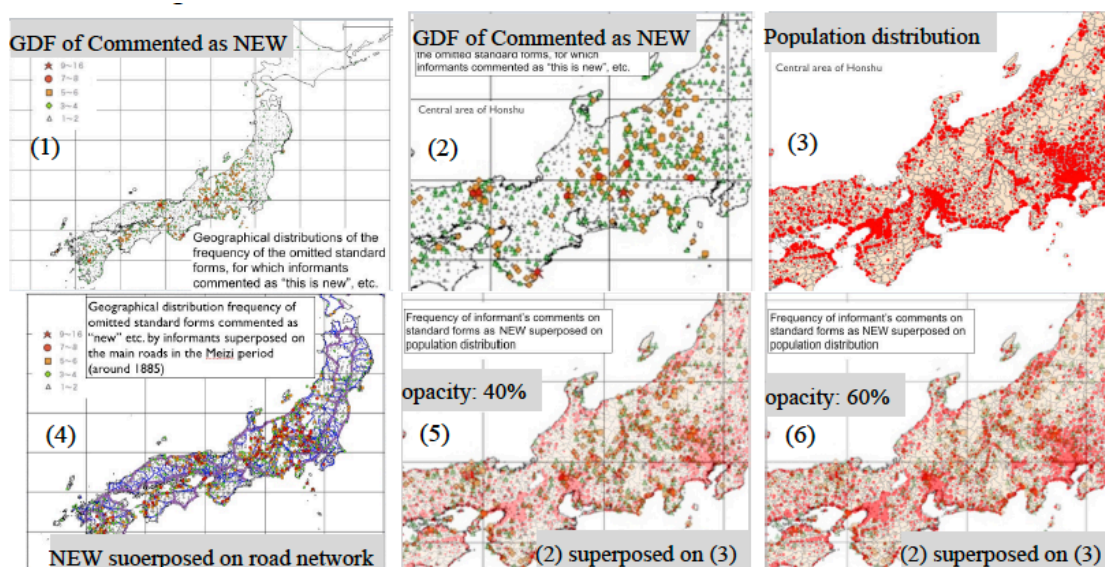 GDF of Commented as NEW
9~16
7~8
5~6
3~4
1~2
(1)
Geographical distributions of the
frequency of the omitted standard
forms, for which informants
commented as "this is new", etc.
GDF of Commented as NEW
the omitted standard forms, for which
informants commented as "this is new", etc.
Central area of Honshu
(2)
Population distribution
Central area of Honshu
(3)
Geographical distribution frequency of
omitted standard forms commented as
"new" etc. by informants superposed on
the main roads in the Meizi period
(around 1885)
9~16
7~8
5~6
3~4
1~2
(4)
NEW suoerposed on road network
Frequency of informant's comments on
standard forms as NEW superposed on
population distribution
opacity: 40%
(5)
(2) superposed on (3)
Frequency of informant's comments on
standard forms as NEW superposed on
population distribution
opacity: 60%
(6)
(2) superposed on (3)